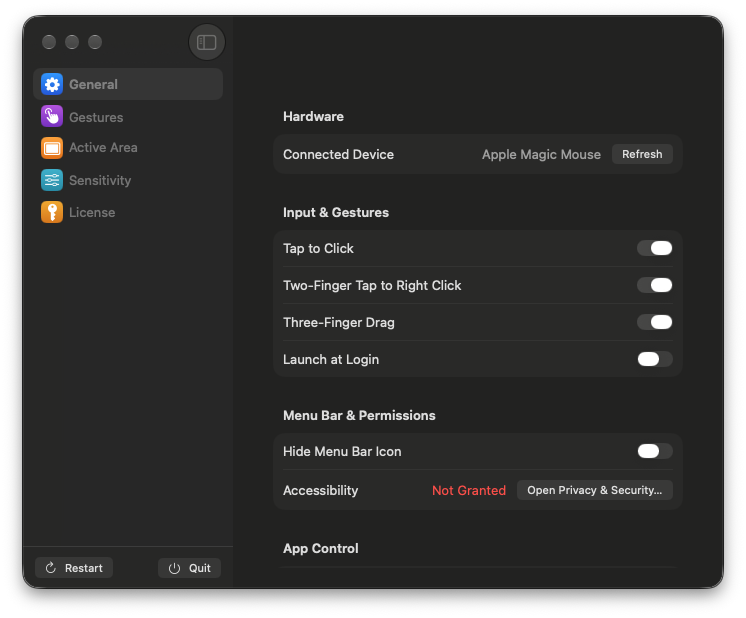 General
Gestures
Active Area
Sensitivity
License
Restart
Quit
Hardware
Connected Device Apple Magic Mouse Refresh
Input & Gestures
Tap to Click
Two-Finger Tap to Right Click
Three-Finger Drag
Launch at Login
Menu Bar & Permissions
Hide Menu Bar Icon
Accessibility Not Granted Open Privacy & Security...
App Control